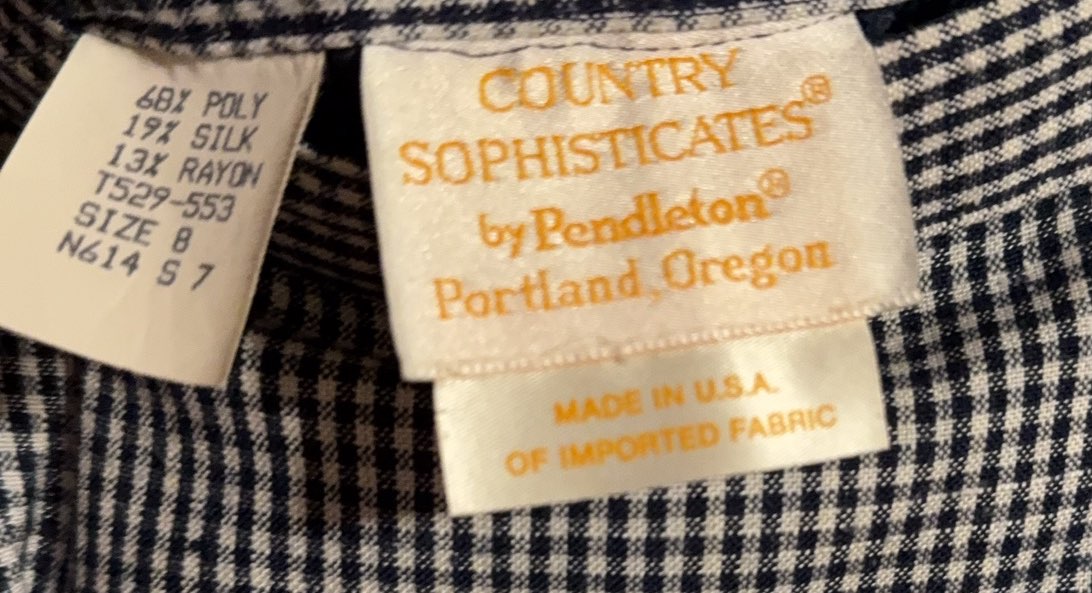 68% POLY
19% SILK
13% RAYON
T529-553
SIZE 8
N614 S 7
COUNTRY
SOPHISTICATES®
by Pendleton®
Portland, Oregon
MADE IN U.S.A.
OF IMPORTED FABRIC